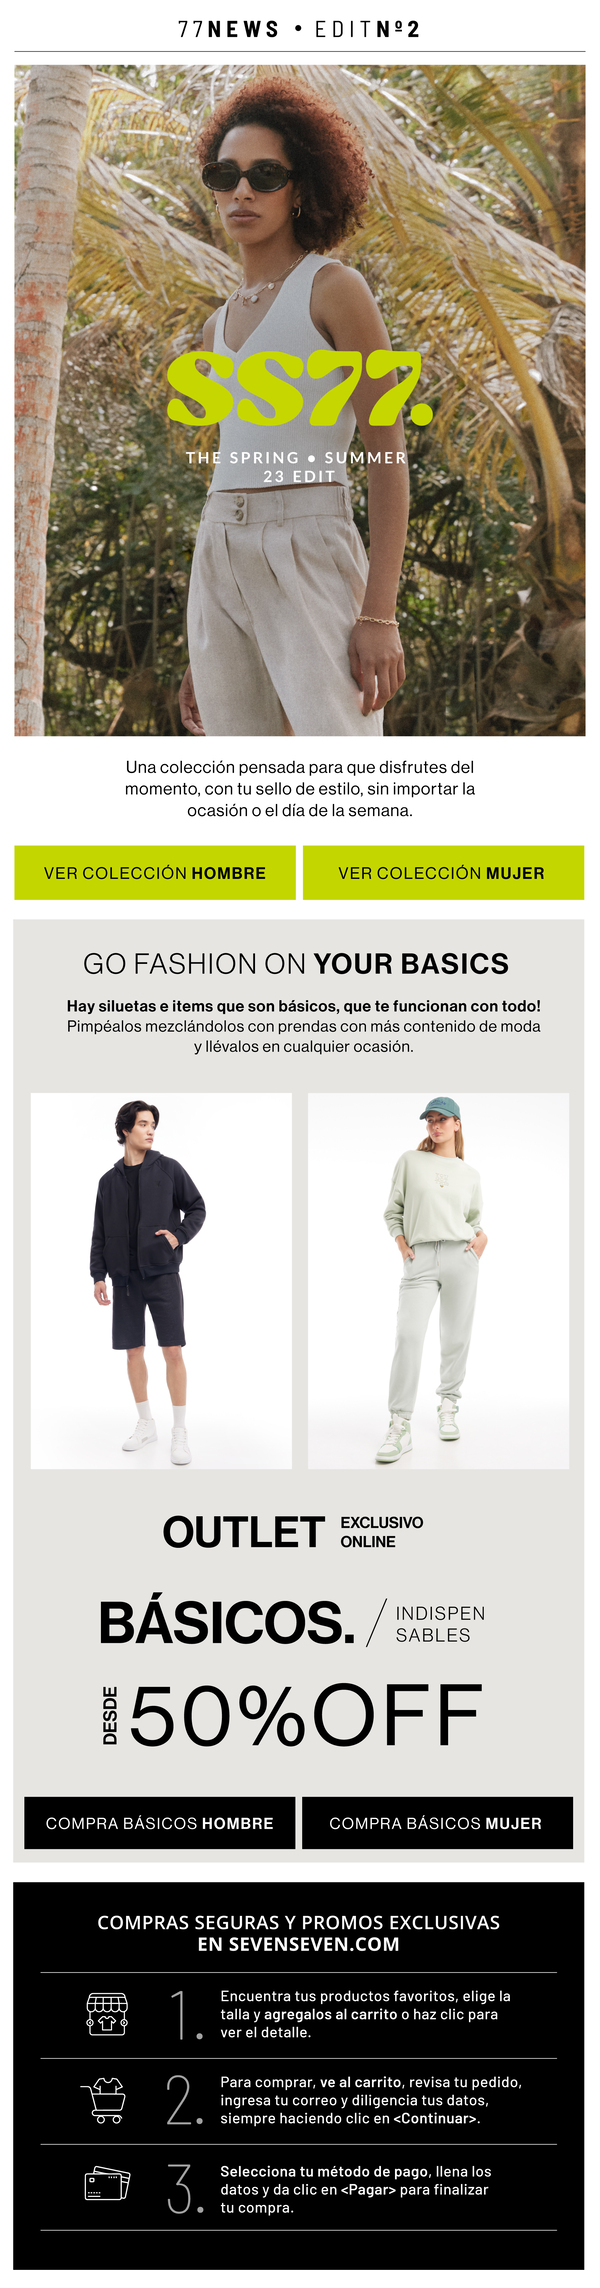 77NEWS • EDITNº2
SS77.
THE SPRING • SUMMER
23 EDIT
Una colección pensada para que disfrutes del
momento, con tu sello de estilo, sin importar la
ocasión o el día de la semana.
VER COLECCIÓN HOMBRE
VER COLECCIÓN MUJER
GO FASHION ON YOUR BASICS
Hay siluetas e items que son básicos, que te funcionan con todo!
Pimpéalos mezclándolos con prendas con más contenido de moda
y llévalos en cualquier ocasión.
OUTLET EXCLUSIVO
ONLINE
BÁSICOS. / INDISPEN
SABLES
DESDE 50%OFF
COMPRA BÁSICOS HOMBRE
COMPRA BÁSICOS MUJER
COMPRAS SEGURAS Y PROMOS EXCLUSIVAS
EN SEVENSEVEN.COM
1. Encuentra tus productos favoritos, elige la
talla y agregalos al carrito o haz clic para
ver el detalle.
2. Para comprar, ve al carrito, revisa tu pedido,
ingresa tu correo y diligencia tus datos,
siempre haciendo clic en <Continuar>.
3. Selecciona tu método de pago, llena los
datos y da clic en <Pagar> para finalizar
tu compra.